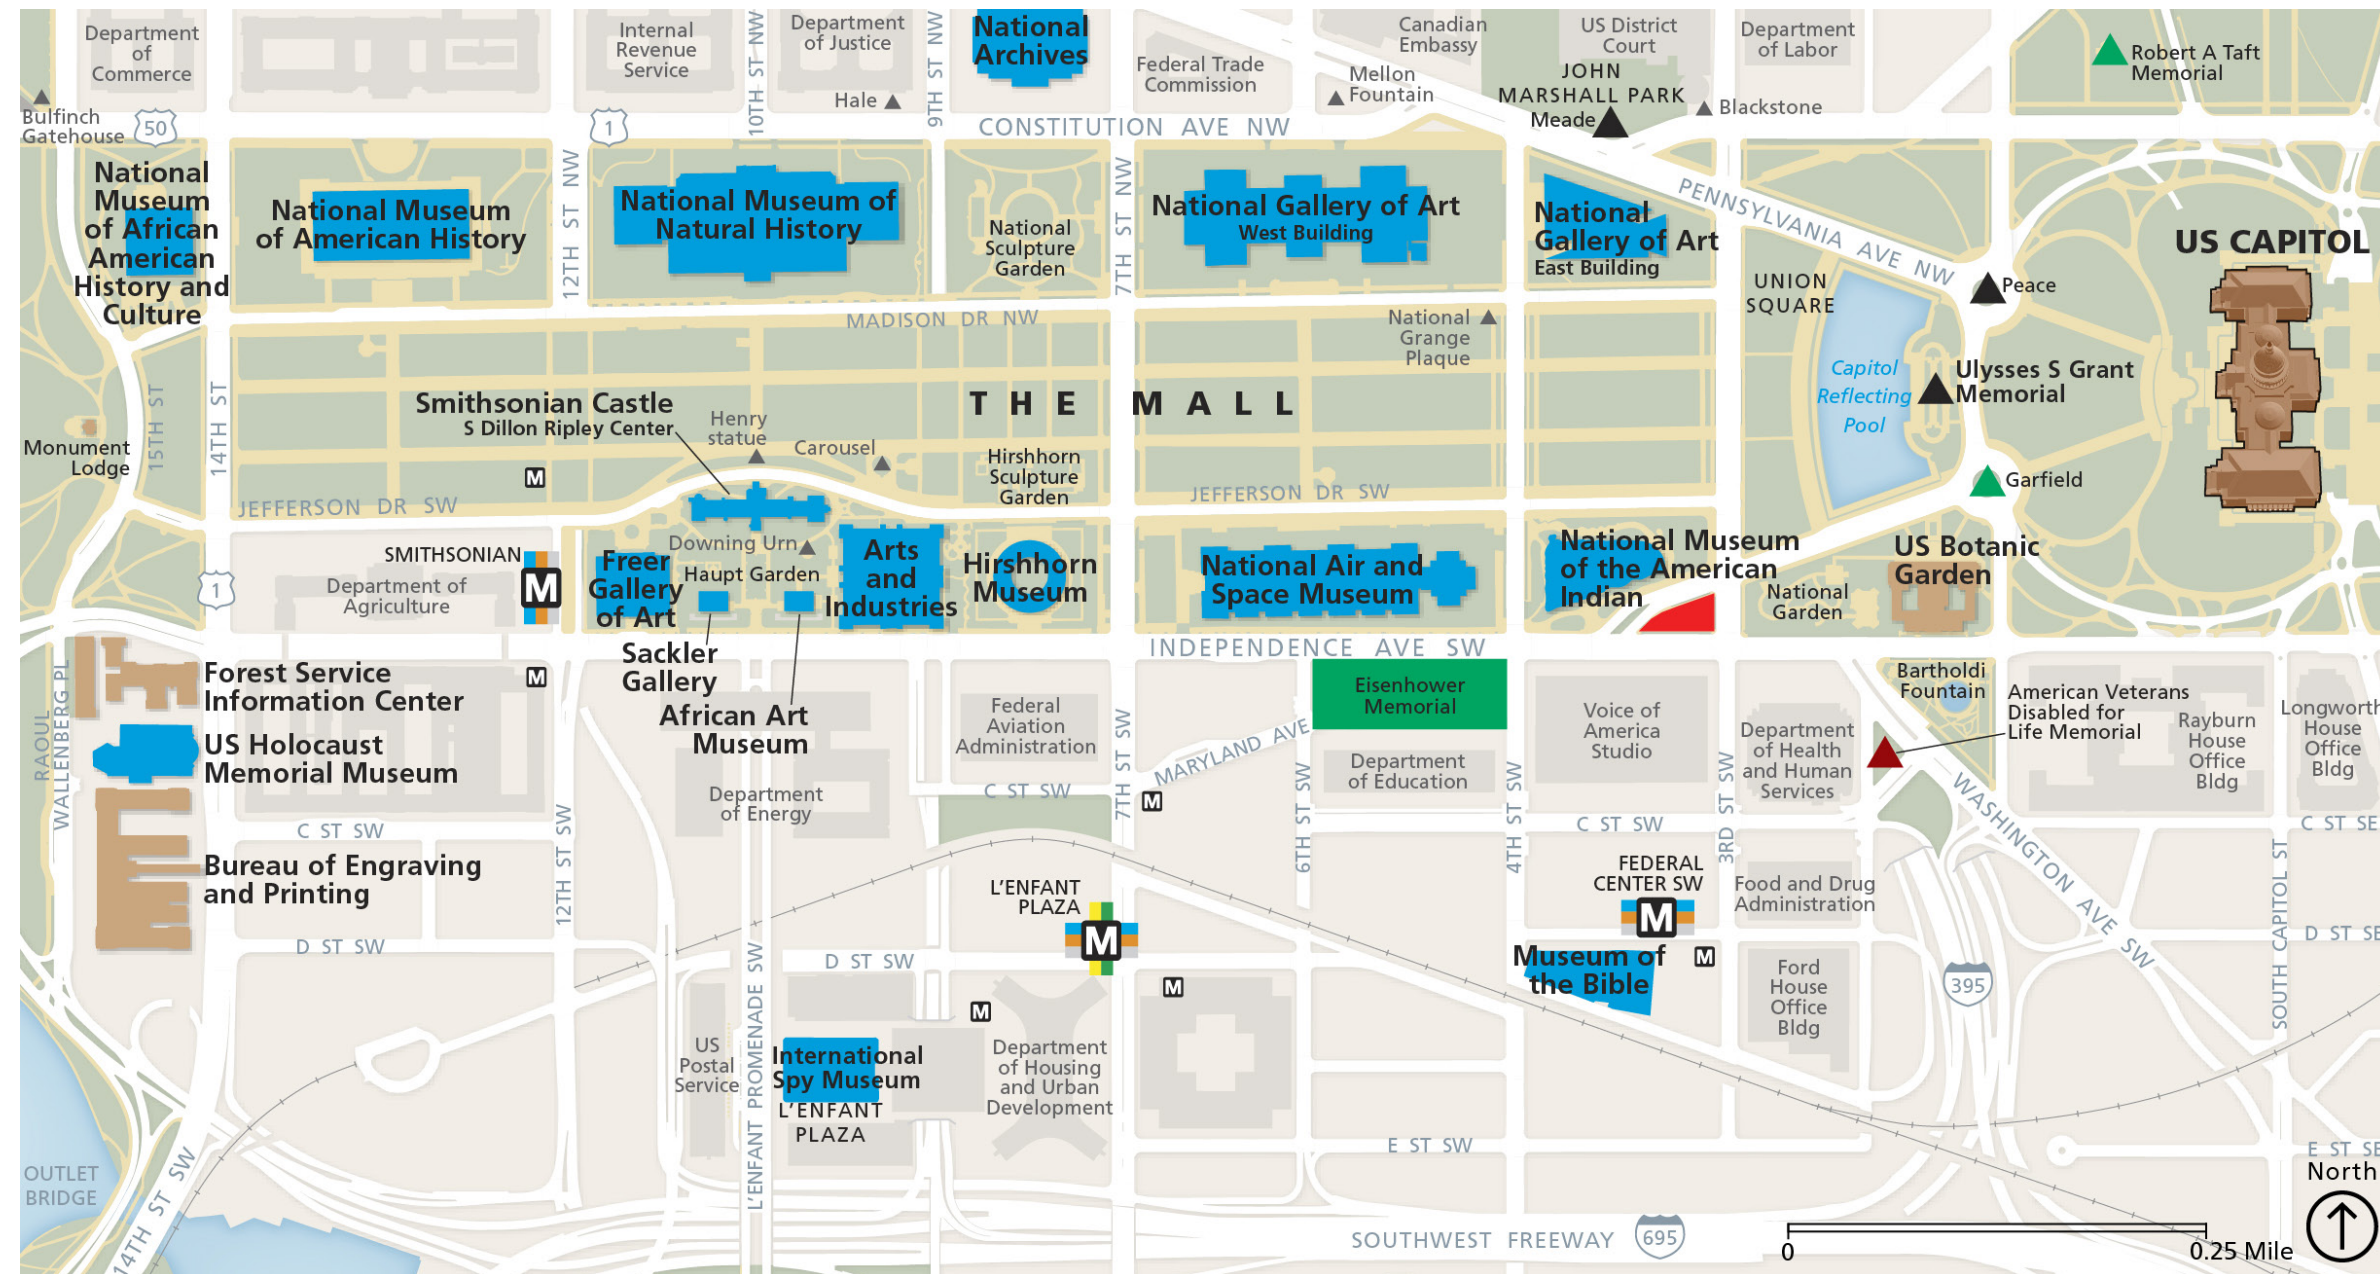 Department
of
Commerce
Internal
Revenue
Service
10TH ST NW
Department
of Justice
9TH ST NW
National
Archives
Federal Trade
Commission
Canadian
Embassy
Mellon
Fountain
US District
Court
JOHN
MARSHALL PARK
Meade
Department
of Labor
Blackstone
Robert A Taft
Memorial
Bulfinch
Gatehouse
50
Hale
1
CONSTITUTION AVE NW
National
Museum
of African
American
History and
Culture
National Museum
of American History
12TH ST NW
National Museum of
Natural History
National
Sculpture
Garden
7TH ST NW
National Gallery of Art
West Building
National
Gallery of Art
East Building
PENNSYLVANIA AVE NW
UNION
SQUARE
Peace
US CAPITOL
MADISON DR NW
National
Grange
Plaque
Capitol
Reflecting
Pool
Ulysses S Grant
Memorial
15TH ST
14TH ST
Smithsonian Castle
S Dillon Ripley Center
Henry
statue
Carousel
THE MALL
Monument
Lodge
M
Hirshhorn
Sculpture
Garden
Garfield
JEFFERSON DR SW
JEFFERSON DR SW
SMITHSONIAN
M
1
Department of
Agriculture
Freer
Gallery
of Art
Downing Urn
Haupt Garden
Arts
and
Industries
Hirshhorn
Museum
National Air and
Space Museum
National Museum
of the American
Indian
National
Garden
US Botanic
Garden
INDEPENDENCE AVE SW
RAOUL
WALLENBERG PL
Forest Service
Information Center
M
Sackler
Gallery
African Art
Museum
Federal
Aviation
Administration
MARYLAND AVE
Eisenhower
Memorial
Department
of Education
Voice of
America
Studio
Department
of Health
and Human
Services
Bartholdi
Fountain
American Veterans
Disabled for
Life Memorial
Rayburn
House
Office
Bldg
Longworth
House
Office
Bldg
US Holocaust
Memorial Museum
Department
of Energy
C ST SW
7TH ST SW
M
6TH ST SW
4TH ST SW
3RD ST SW
C ST SW
C ST SW
C ST SE
WASHINGTON AVE SW
Bureau of Engraving
and Printing
12TH ST SW
L'ENFANT
PLAZA
M
FEDERAL
CENTER SW
M
Food and Drug
Administration
SOUTH CAPITOL ST
D ST SW
D ST SW
D ST SE
Museum of
the Bible
M
Ford
House
Office
Bldg
395
L'ENFANT PROMENADE SW
US
Postal
Service
International
Spy Museum
L'ENFANT
PLAZA
M
Department
of Housing
and Urban
Development
M
E ST SW
E ST SE
OUTLET
BRIDGE
14TH ST SW
SOUTHWEST FREEWAY
695
North
0
0.25 Mile